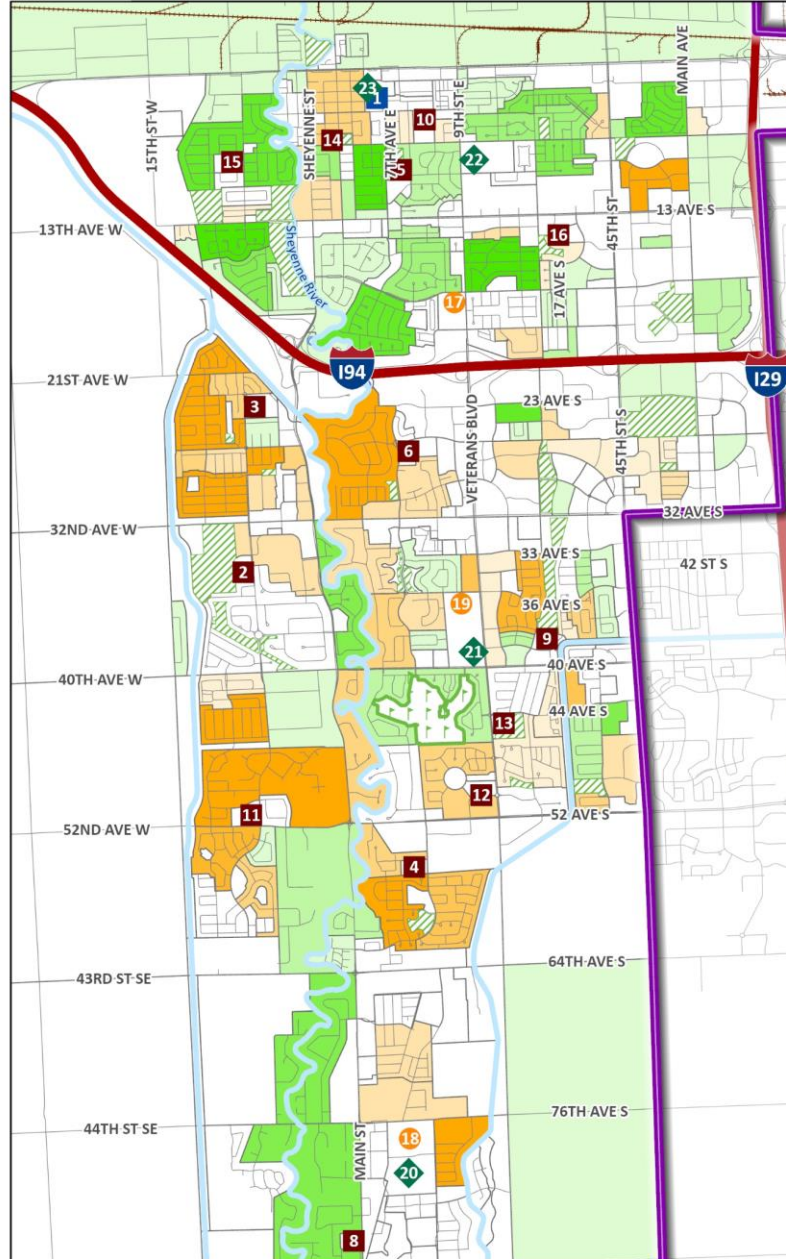 MAIN AVE
23
1
9TH ST E
7TH AVE E
10
SHEYENNE ST
14
15TH ST W
15
5
22
13 AVE S
45TH ST
13TH AVE W
16
Sheyenne River
17 AVE S
17
I94
I29
21ST AVE W
3
23 AVE S
VETERANS BLVD
6
45TH ST S
32ND AVE W
32 AVE S
33 AVE S
42 ST S
2
19
36 AVE S
9
21
40 AVE S
40TH AVE W
44 AVE S
13
12
11
52 AVE S
52ND AVE W
4
64TH AVE S
43RD ST SE
76TH AVE S
44TH ST SE
MAIN ST
18
20
8